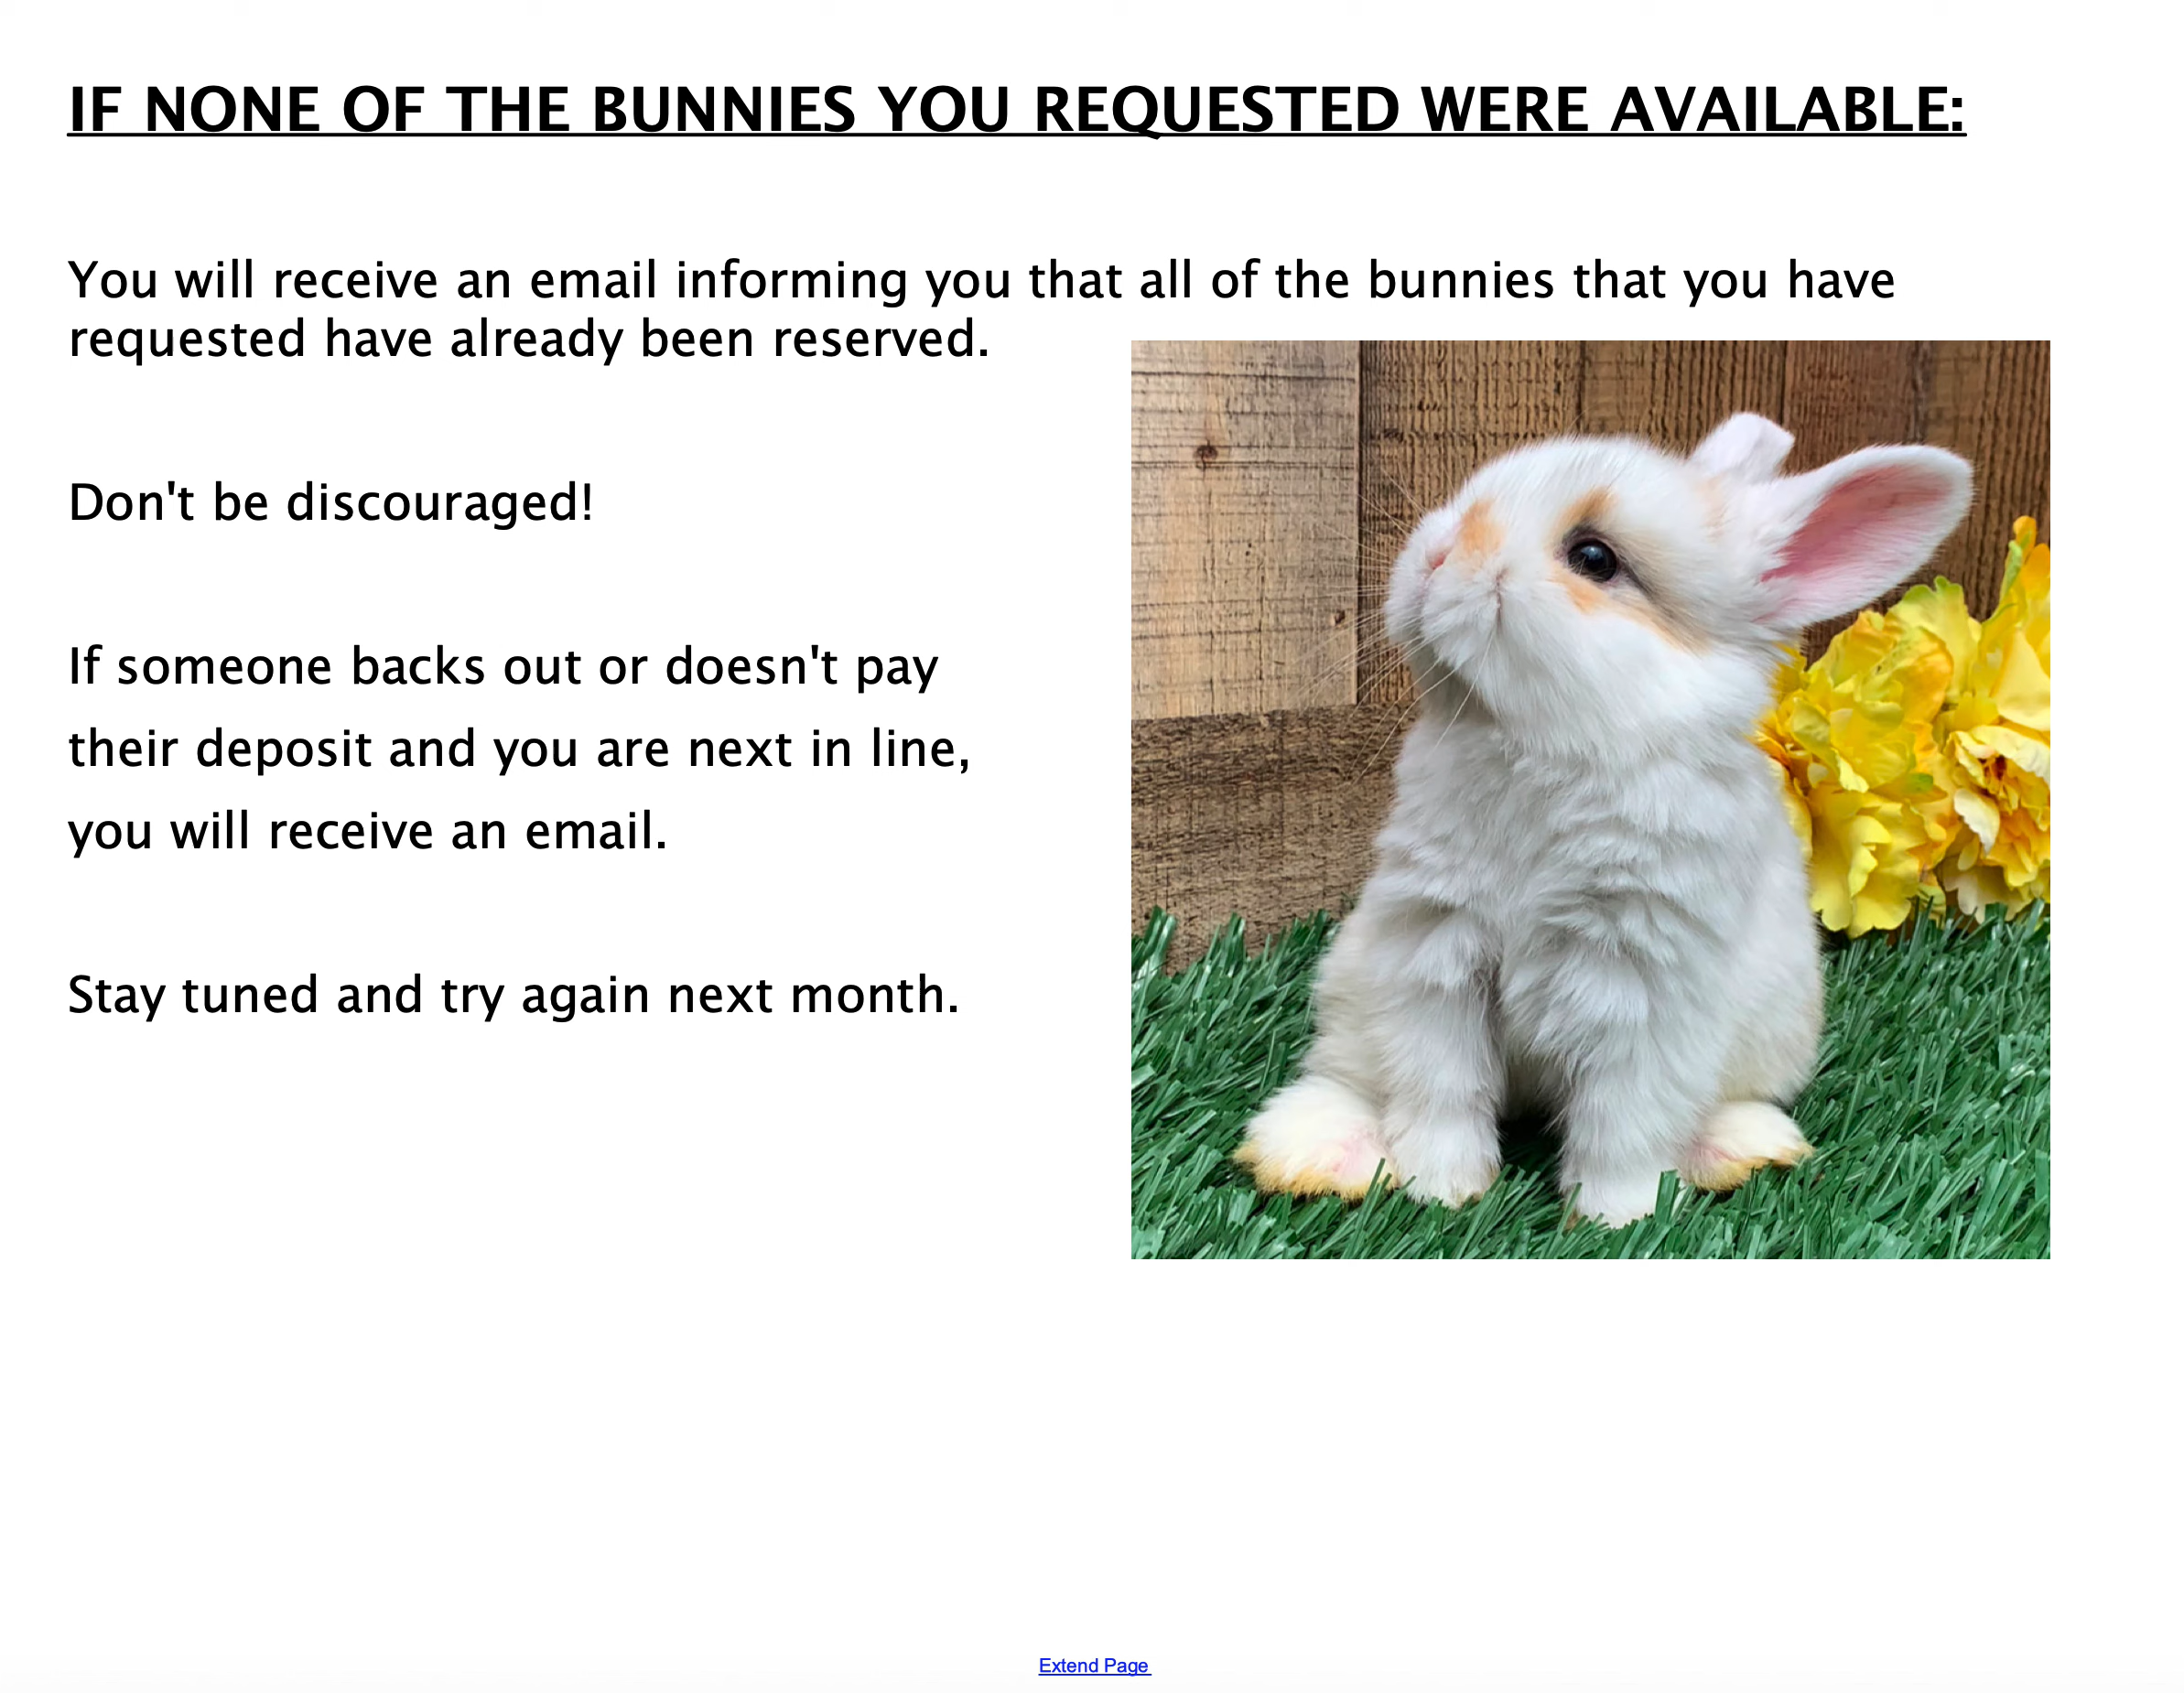 IF NONE OF THE BUNNIES YOU REQUESTED WERE AVAILABLE:
You will receive an email informing you that all of the bunnies that you have
requested have already been reserved.
Don't be discouraged!
If someone backs out or doesn't pay
their deposit and you are next in line,
you will receive an email.
Stay tuned and try again next month.
Extend Page